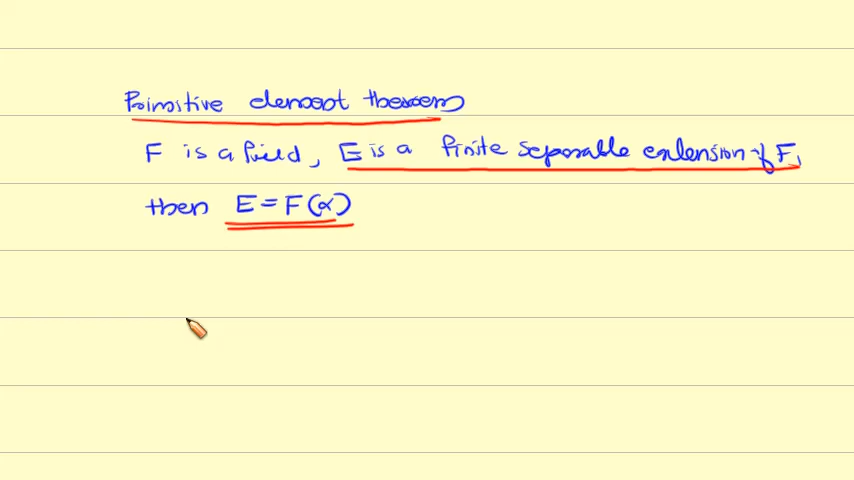 Primitive element theorem
F is a field, E is a finite separable extension of F,
then E = F(α)